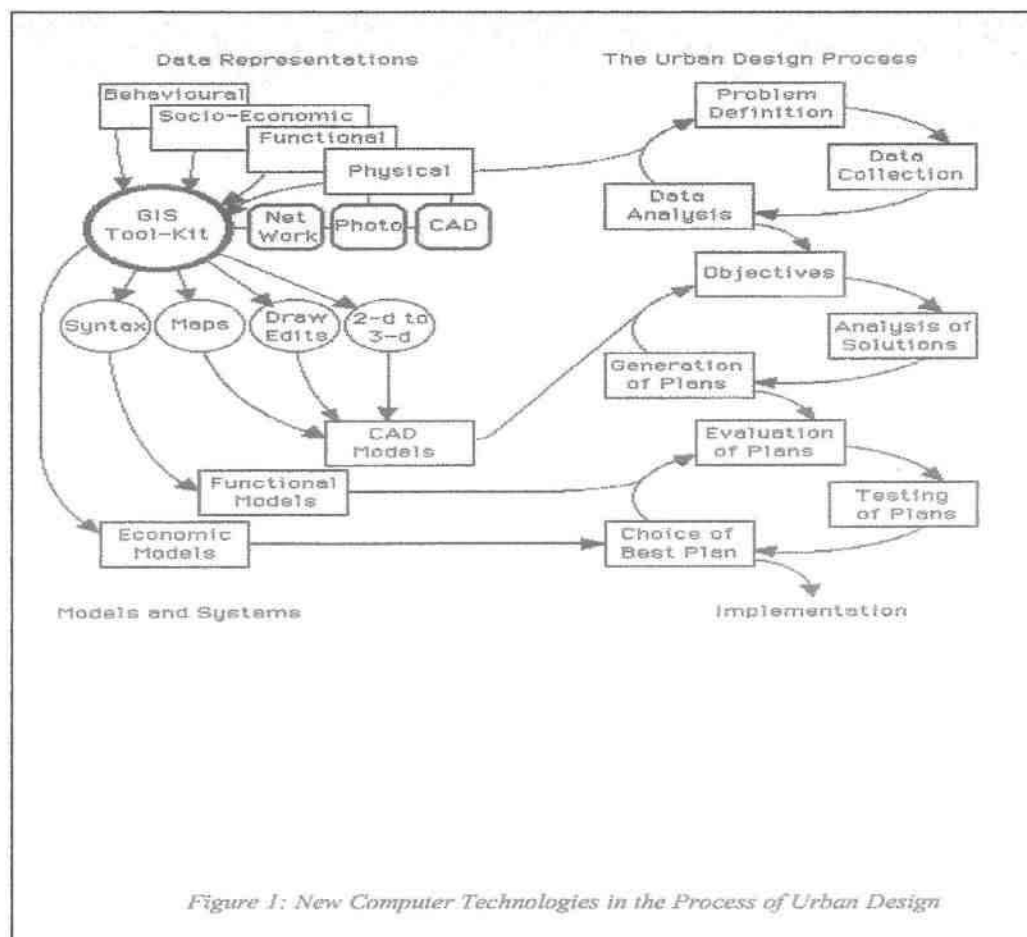 Data Representations
The Urban Design Process
Behavioural
Socio-Economic
Functional
Physical
Problem
Definition
Data
Collection
Data
Analysis
GIS
Tool-Kit
Net
Work
Photo
CAD
Objectives
Syntax
Maps
Draw
Edits
2-d to
3-d
Analysis of
Solutions
Generation
of Plans
CAD
Models
Evaluation
of Plans
Functional
Models
Testing
of Plans
Economic
Models
Choice of
Best Plan
Models and Systems
Implementation
Figure 1: New Computer Technologies in the Process of Urban Design